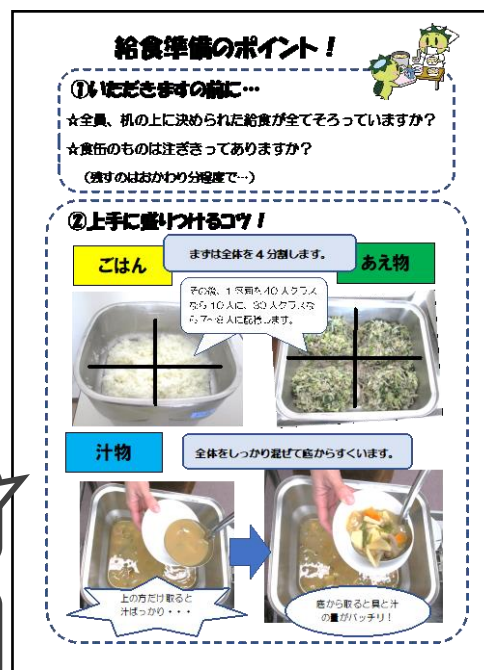 給食準備のポイント！
①いただきますの前に…
☆全員、机の上に決められた給食が全てそろっていますか？
☆食缶のものは注ぎきってありますか？
（残すのはおかわり分程度で…）
②上手に盛りつけるコツ！
まずは全体を４分割します。
ごはん
あえ物
その後、１区画を４０人クラス
なら１０人に、３０人クラスな
ら７～８人に配缶します。
汁物
全体をしっかり混ぜて底からすくいます。
上の方だけ取ると
汁ばっかり・・・
底から取ると具と汁
の量がバッチリ！